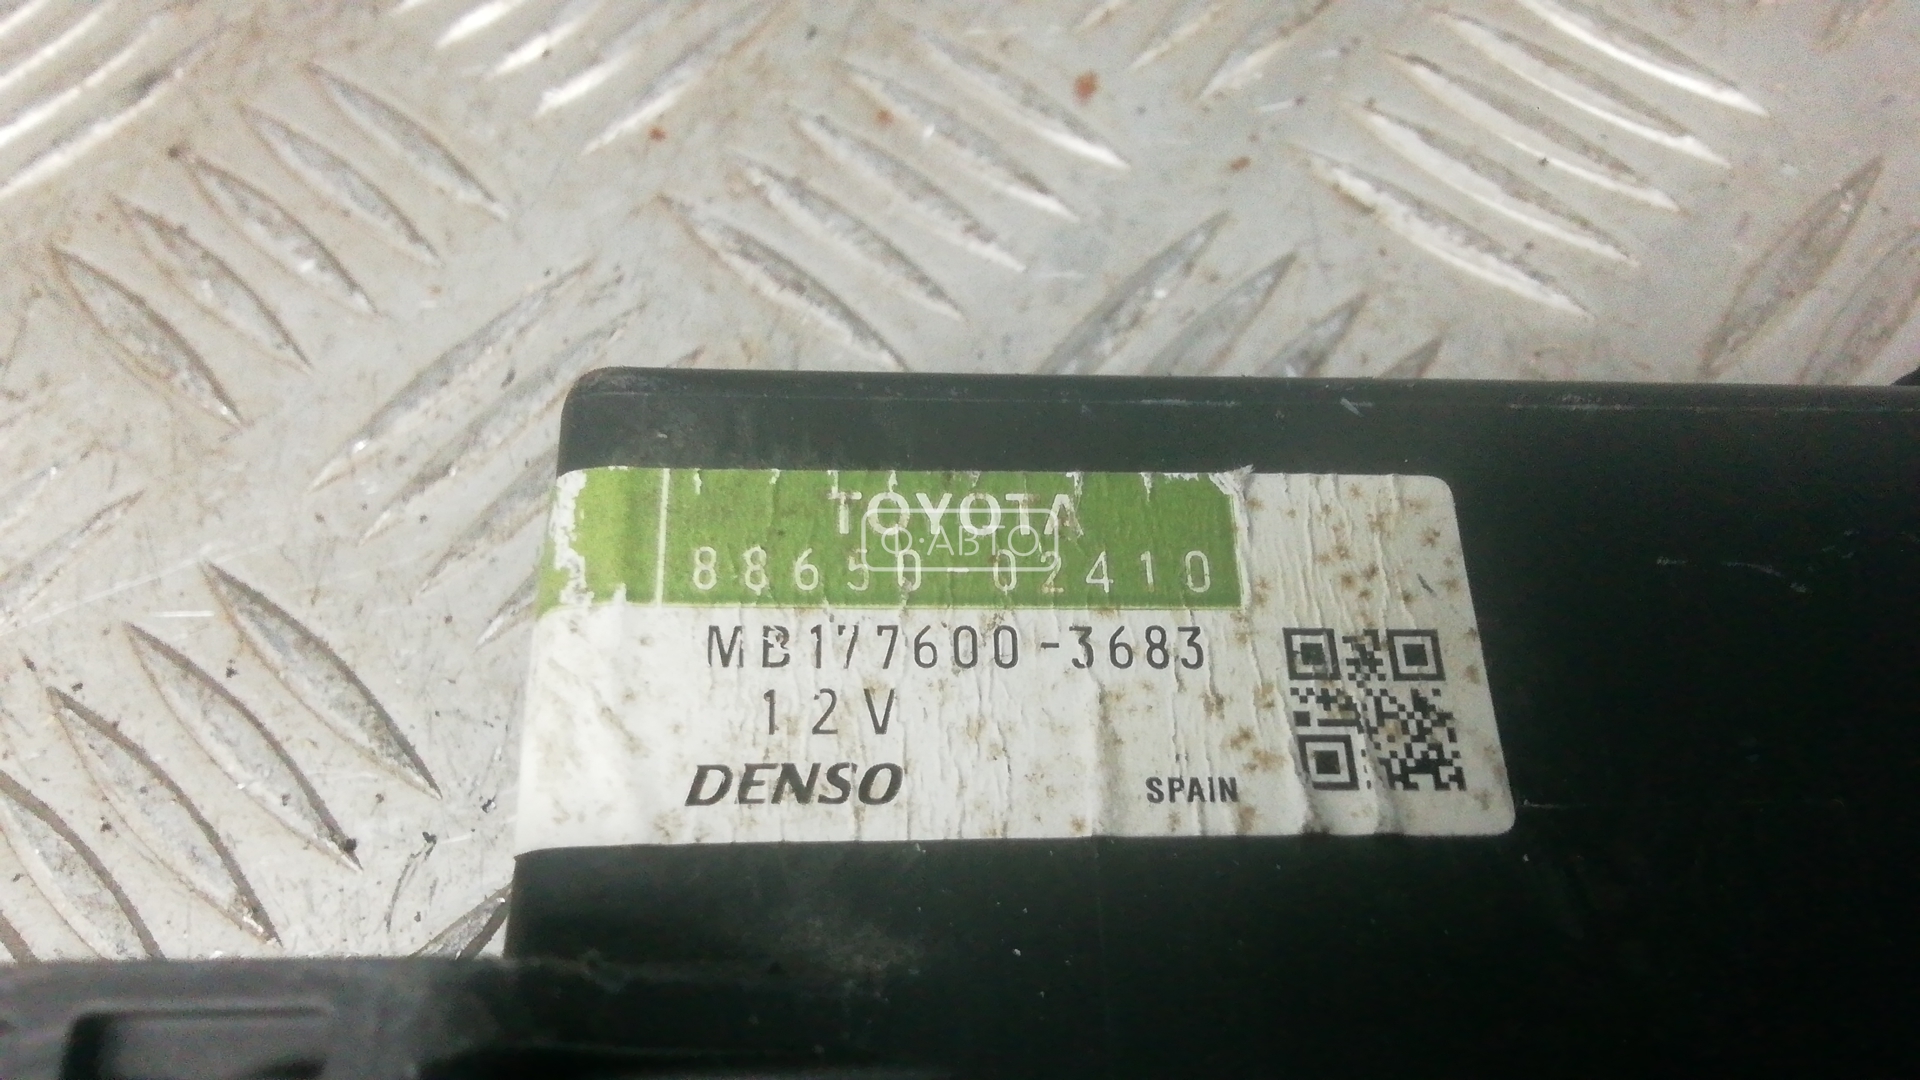 TOYOTA
О·АВТО
88650-02410
MB177600-3683
12V
DENSO
SPAIN